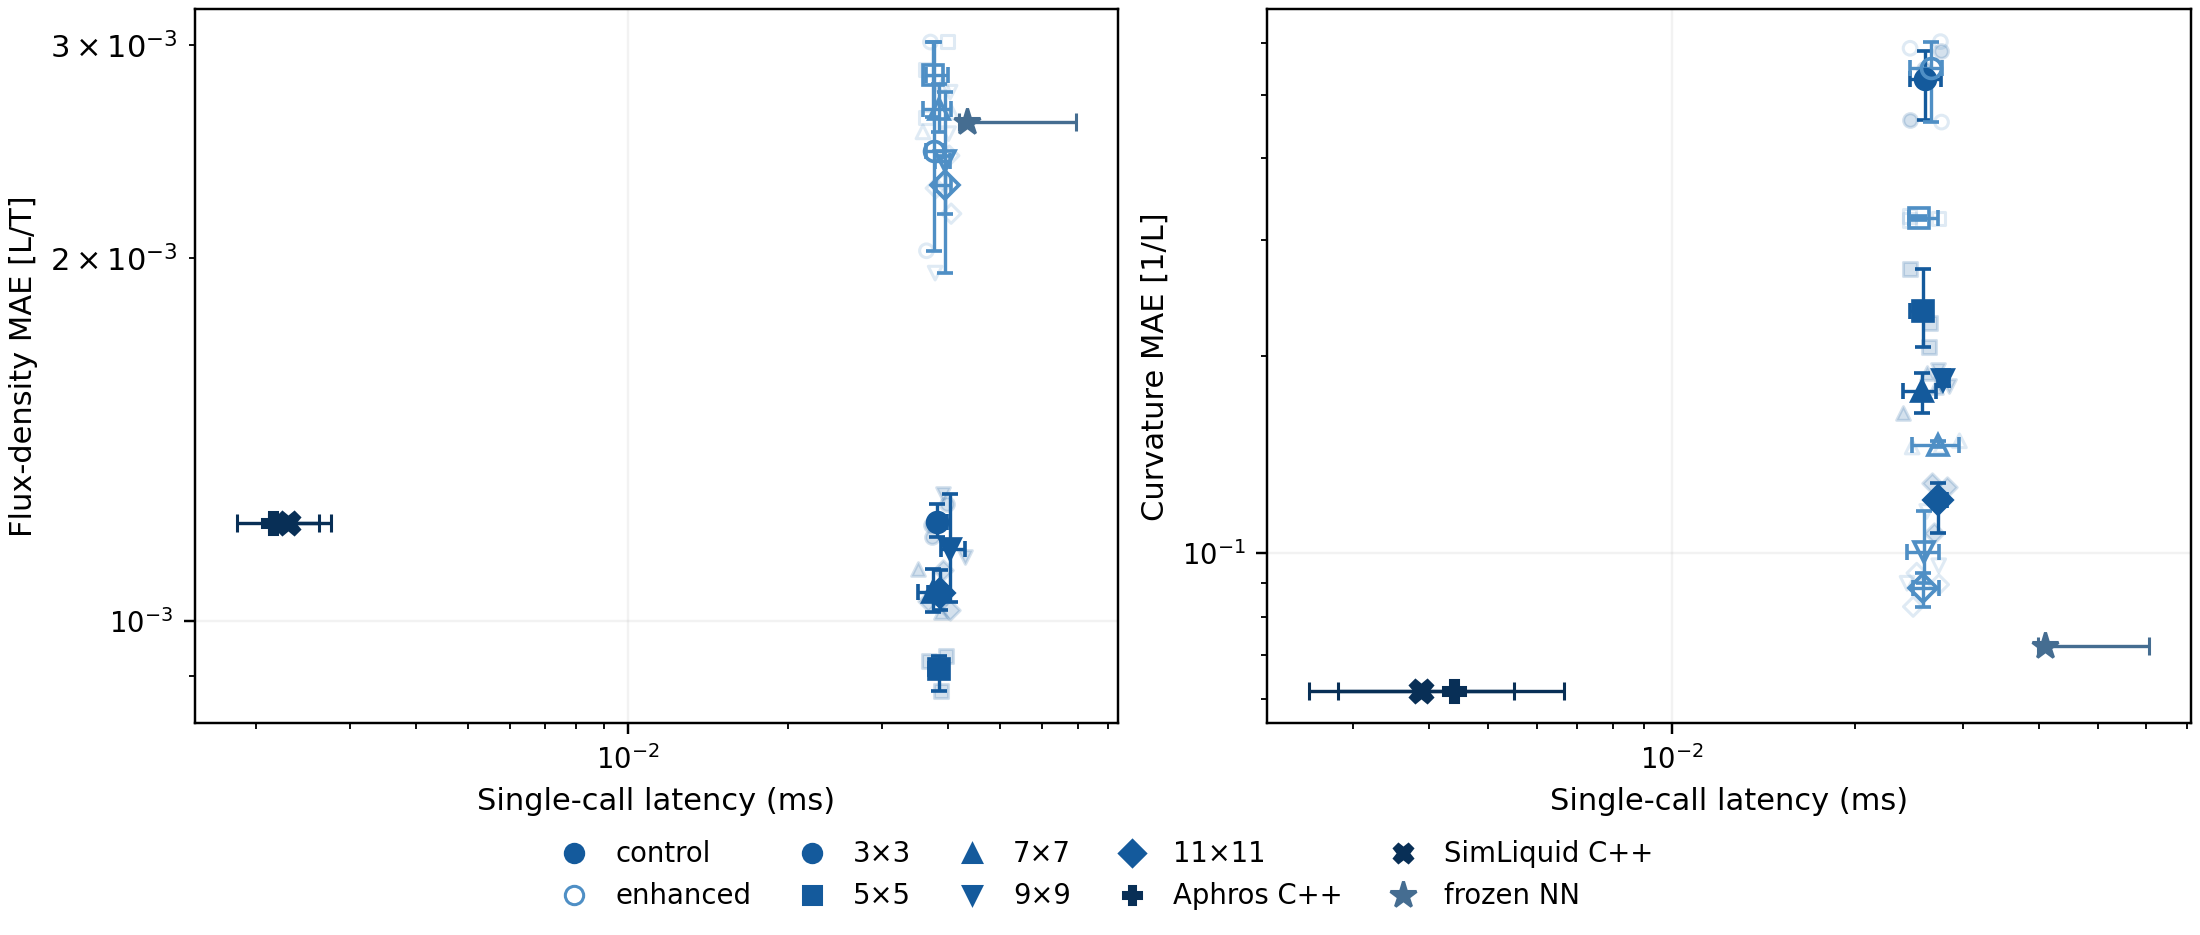 Flux-density MAE [L/T]
3 × 10⁻³
2 × 10⁻³
10⁻³
10⁻²
Single-call latency (ms)
Curvature MAE [1/L]
10⁻¹
10⁻²
Single-call latency (ms)
control 3×3 7×7 11×11 SimLiquid C++
enhanced 5×5 9×9 Aphros C++ frozen NN